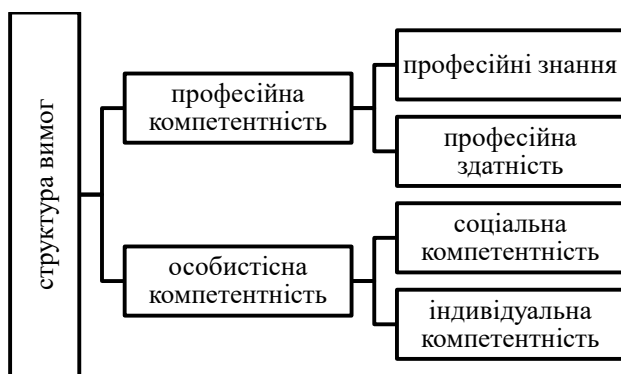 структура вимог
професійна
компетентність
професійні знання
професійна
здатність
особистісна
компетентність
соціальна
компетентність
індивідуальна
компетентність